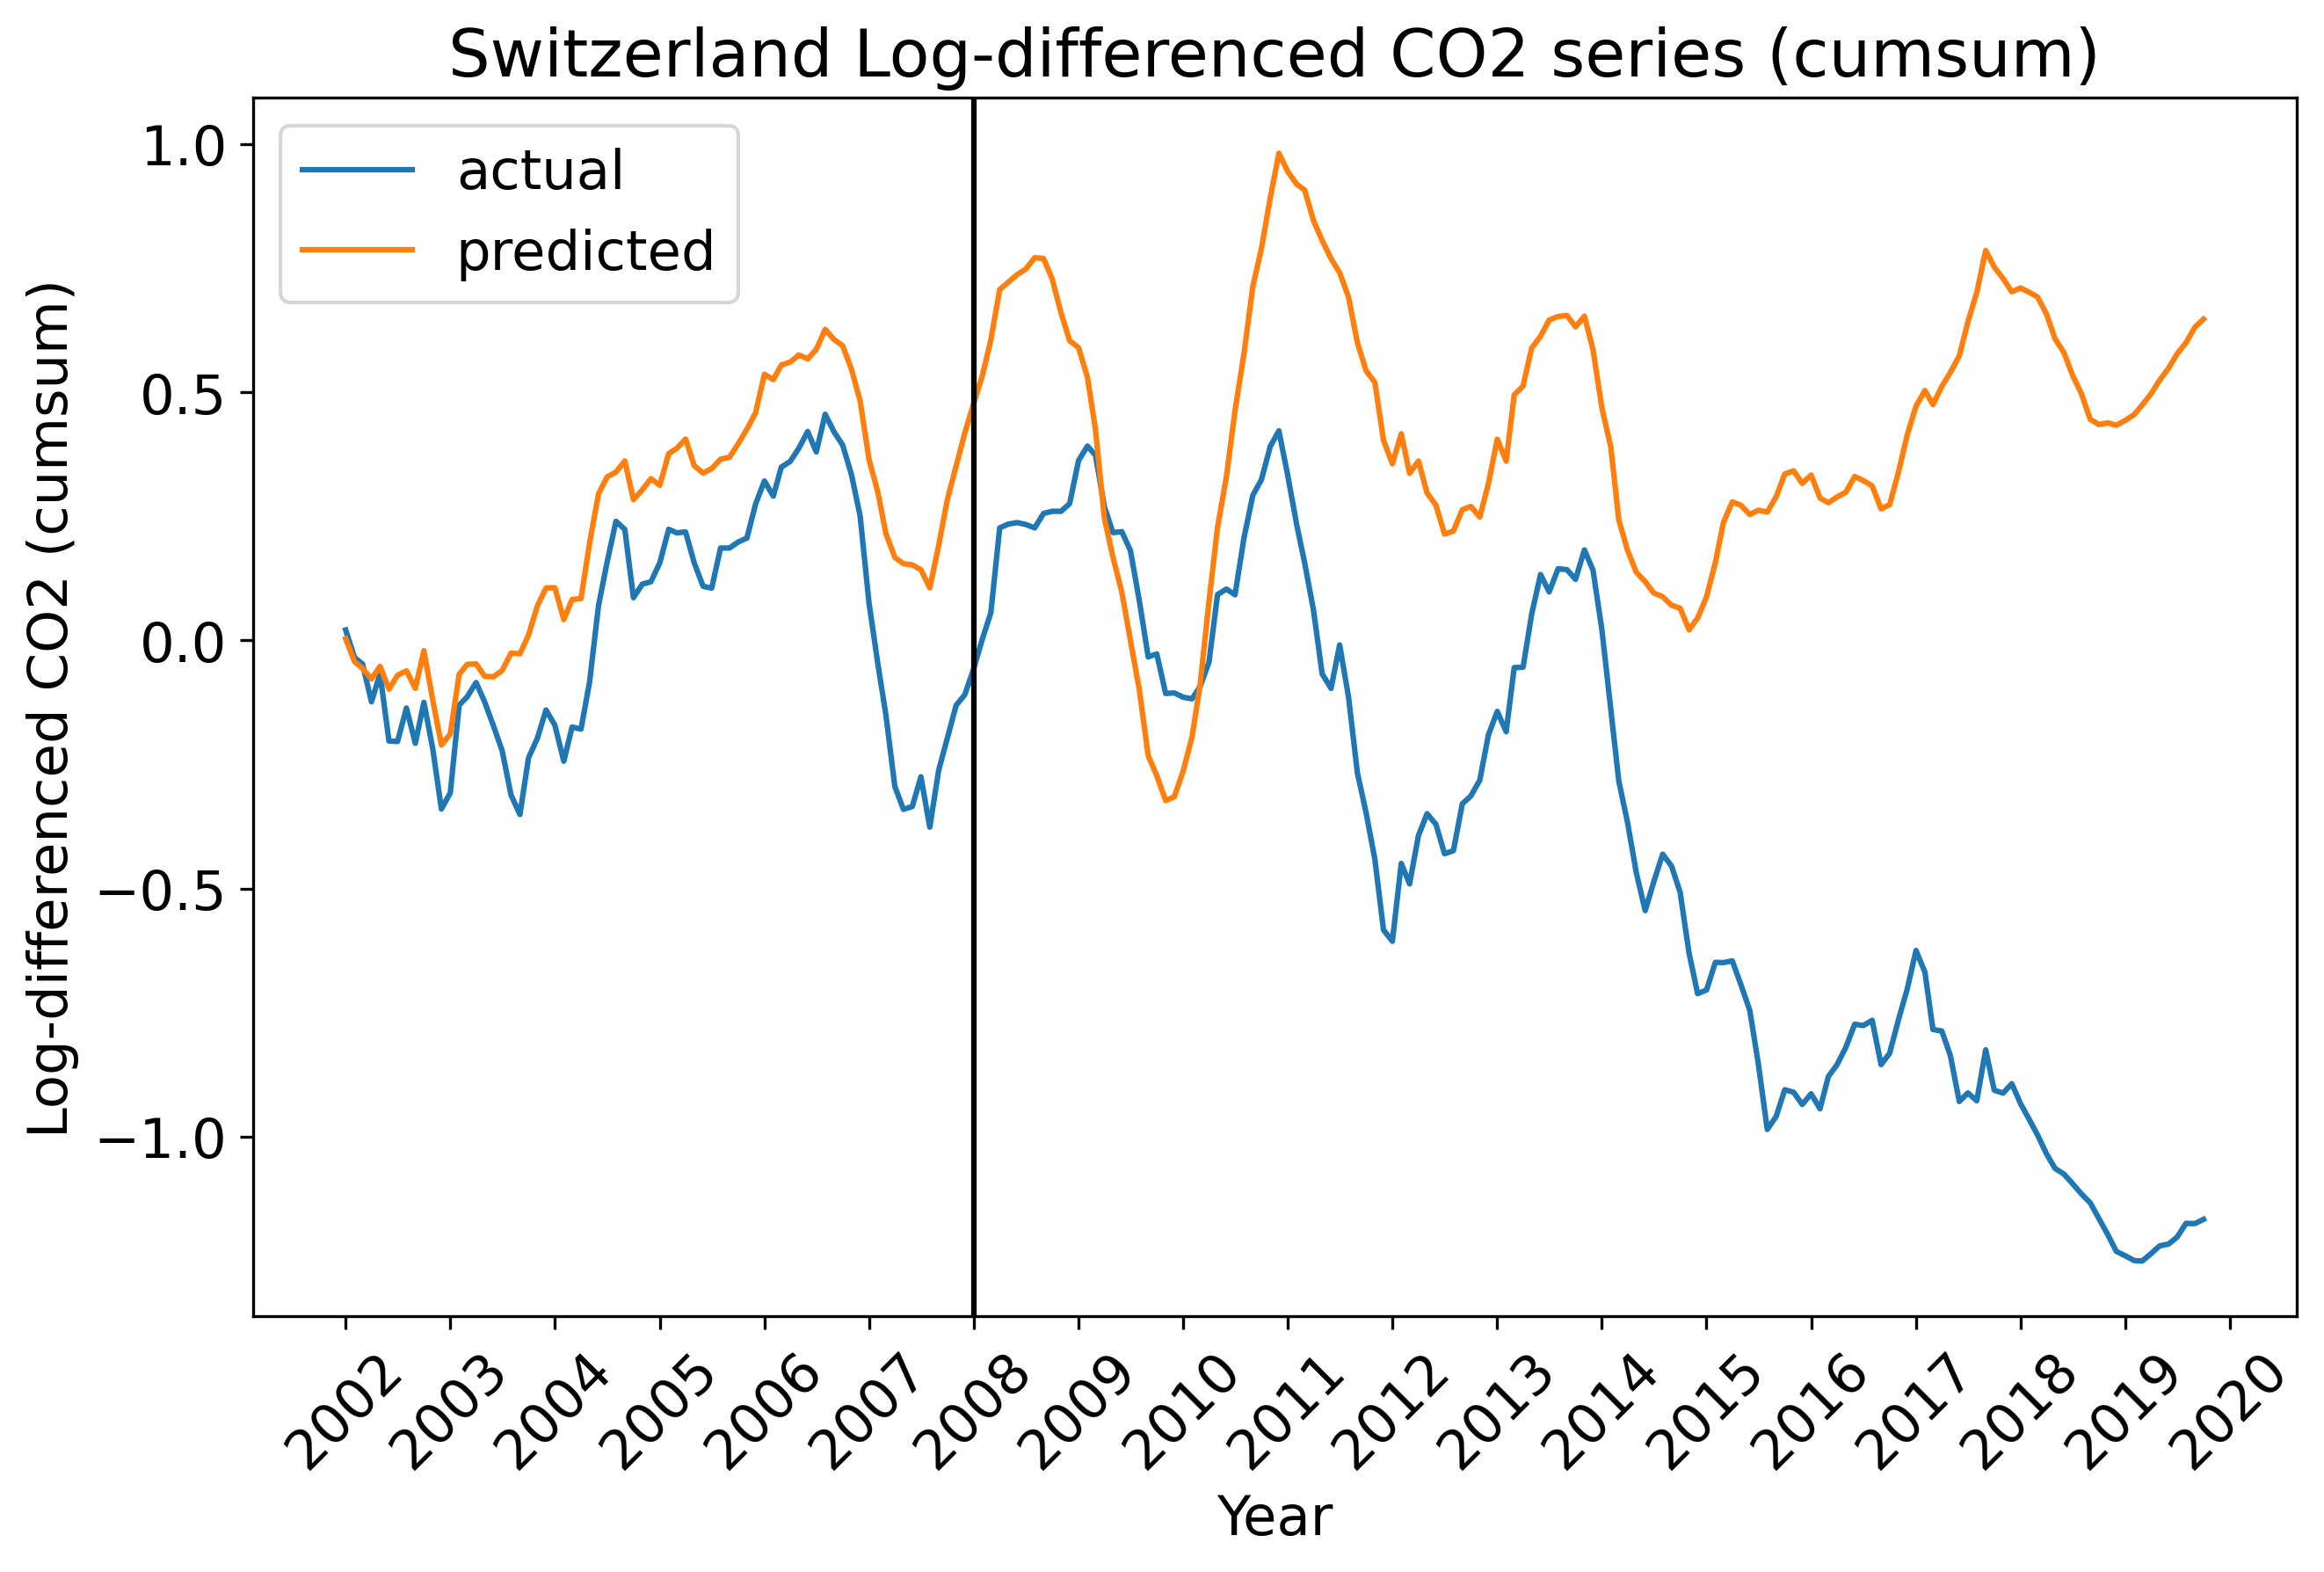 Switzerland Log-differenced CO2 series (cumsum)
actual
predicted
Log-differenced CO2 (cumsum)
1.0
0.5
0.0
−0.5
−1.0
2002 2003 2004 2005 2006 2007 2008 2009 2010 2011 2012 2013 2014 2015 2016 2017 2018 2019 2020
Year